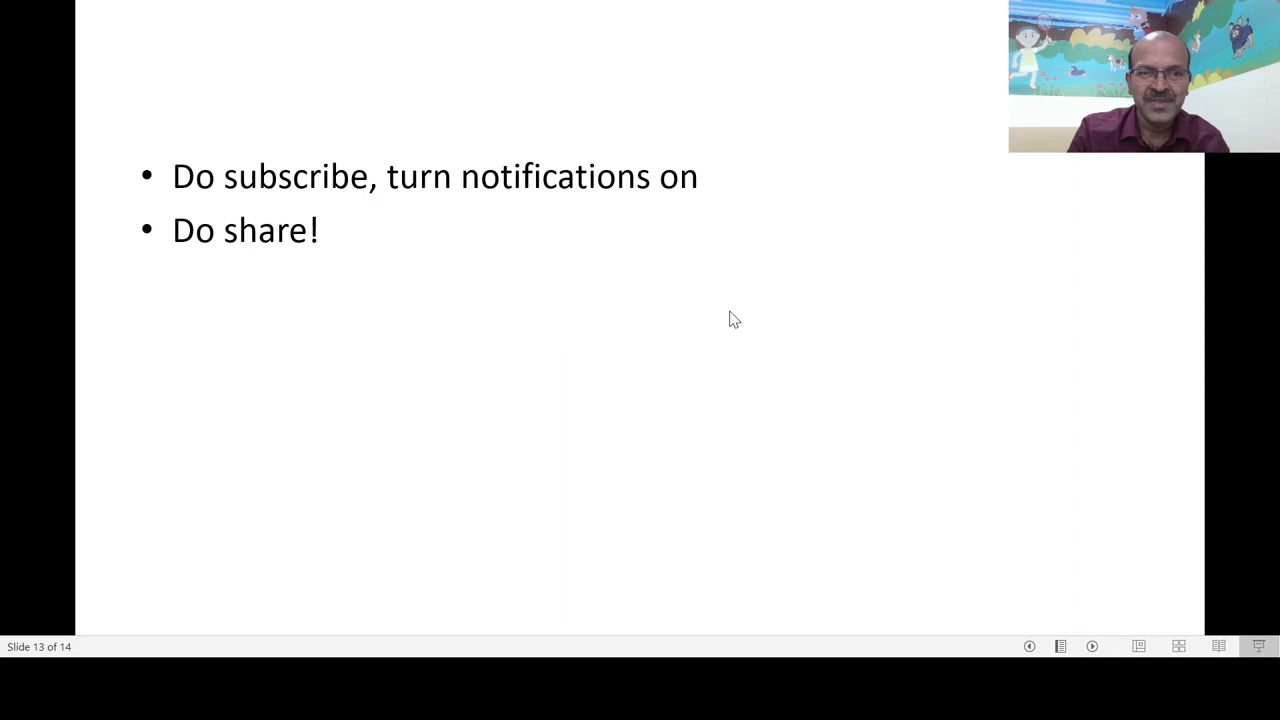 • Do subscribe, turn notifications on
• Do share!
Slide 13 of 14